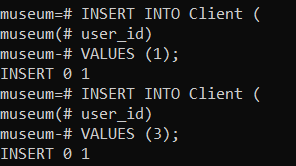 museum=# INSERT INTO Client (
museum(# user_id)
museum-# VALUES (1);
INSERT 0 1
museum=# INSERT INTO Client (
museum(# user_id)
museum-# VALUES (3);
INSERT 0 1